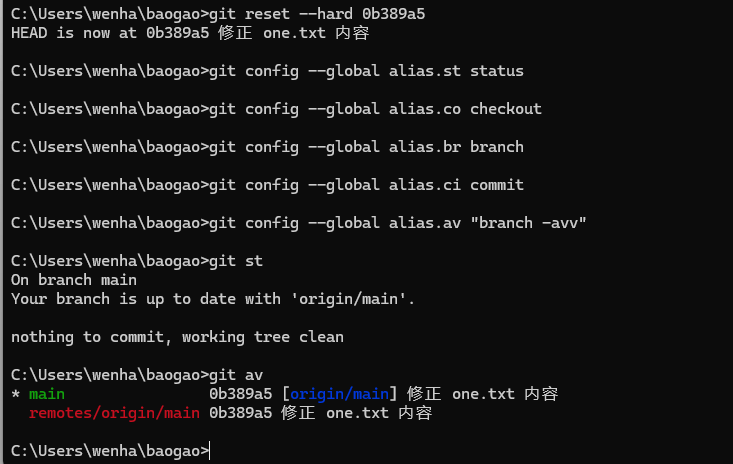 C:\Users\wenha\baogao>git reset --hard 0b389a5
HEAD is now at 0b389a5 修正 one.txt 内容
C:\Users\wenha\baogao>git config --global alias.st status
C:\Users\wenha\baogao>git config --global alias.co checkout
C:\Users\wenha\baogao>git config --global alias.br branch
C:\Users\wenha\baogao>git config --global alias.ci commit
C:\Users\wenha\baogao>git config --global alias.av "branch -avv"
C:\Users\wenha\baogao>git st
On branch main
Your branch is up to date with 'origin/main'.
nothing to commit, working tree clean
C:\Users\wenha\baogao>git av
* main                0b389a5 [origin/main] 修正 one.txt 内容
  remotes/origin/main 0b389a5 修正 one.txt 内容
C:\Users\wenha\baogao>